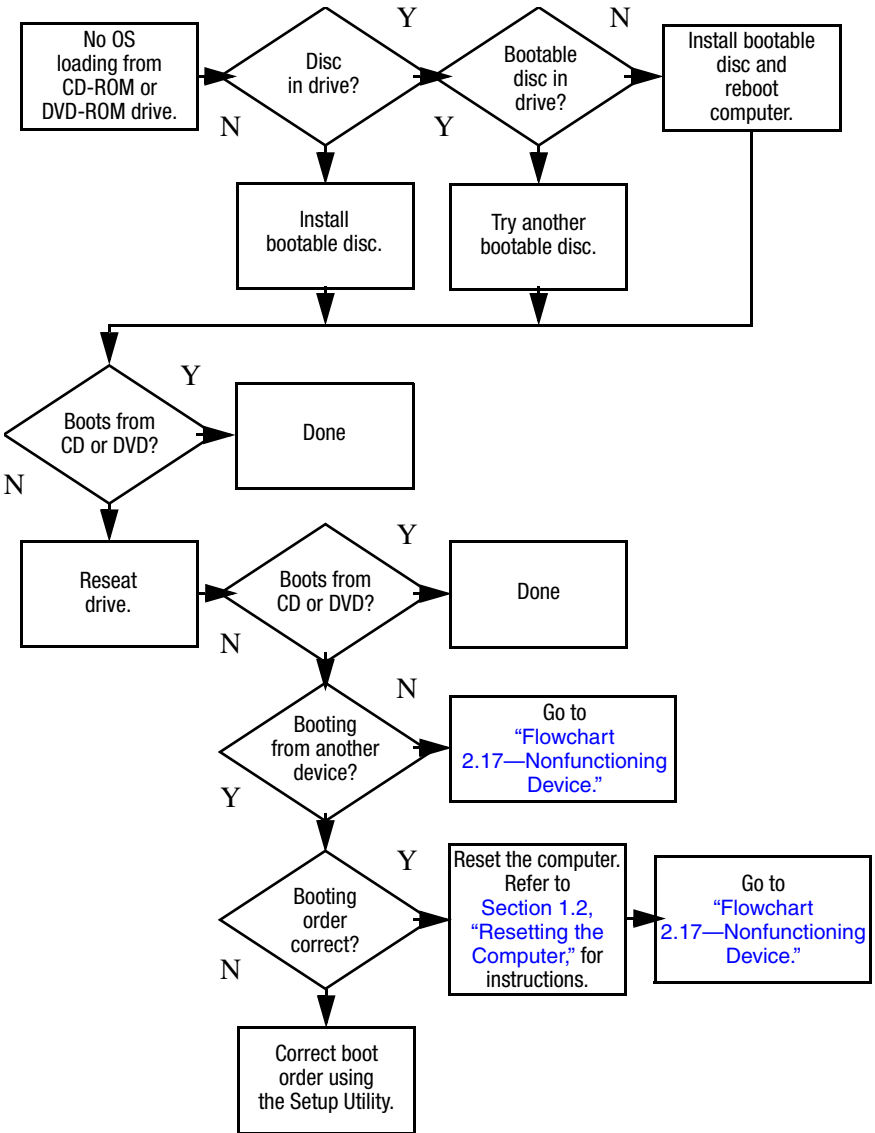 No OS
loading from
CD-ROM or
DVD-ROM drive.
Disc
in drive?
Y
N
Bootable
disc in
drive?
N
Y
Install bootable
disc and
reboot
computer.
Install
bootable disc.
Try another
bootable disc.
Boots from
CD or DVD?
Y
N
Done
Reseat
drive.
Boots from
CD or DVD?
Y
N
Done
Booting
from another
device?
N
Y
Go to
“Flowchart
2.17—Nonfunctioning
Device.”
Booting
order
correct?
Y
N
Reset the computer.
Refer to
Section 1.2,
“Resetting the
Computer,” for
instructions.
Go to
“Flowchart
2.17—Nonfunctioning
Device.”
Correct boot
order using
the Setup Utility.